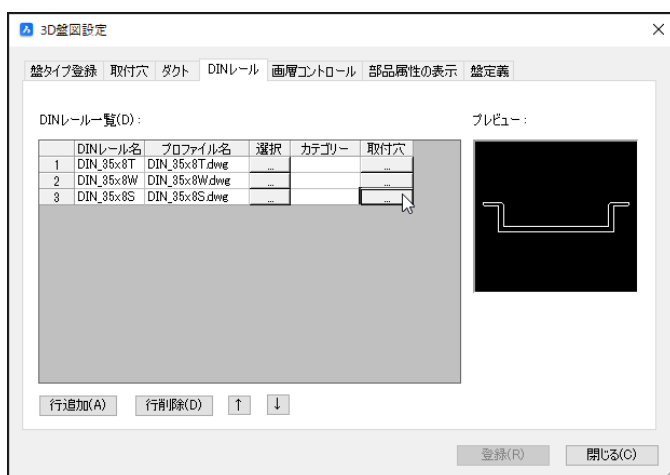 3D盤図設定
盤タイプ登録 取付穴 ダクト DINレール 画層コントロール 部品属性の表示 盤定義
DINレール一覧(D): プレビュー:
DINレール名 プロファイル名 選択 カテゴリー 取付穴
1 DIN_35x8T DIN_35x8T.dwg ... ...
2 DIN_35x8W DIN_35x8W.dwg ... ...
3 DIN_35x8S DIN_35x8S.dwg ... ...
行追加(A) 行削除(D) ↑ ↓
登録(R) 閉じる(C)